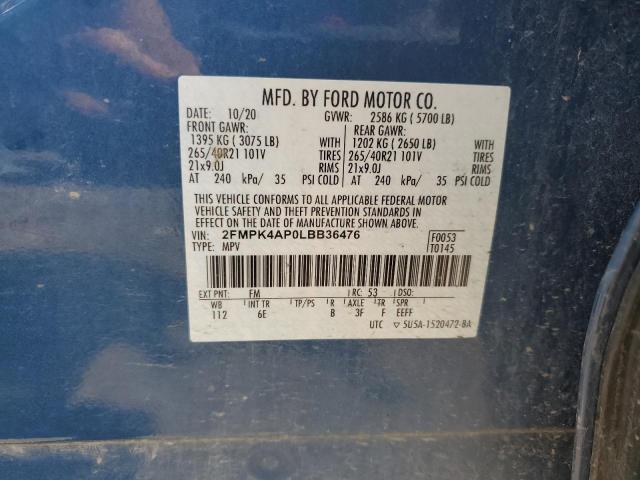 MFD. BY FORD MOTOR CO.
DATE: 10/20 GVWR: 2586 KG ( 5700 LB)
FRONT GAWR: REAR GAWR:
1395 KG ( 3075 LB) WITH 1202 KG ( 2650 LB) WITH
265/40R21 101V TIRES 265/40R21 101V TIRES
21x9.0J RIMS 21x9.0J RIMS
AT 240 kPa/ 35 PSI COLD AT 240 kPa/ 35 PSI COLD
THIS VEHICLE CONFORMS TO ALL APPLICABLE FEDERAL MOTOR
VEHICLE SAFETY AND THEFT PREVENTION STANDARDS IN
EFFECT ON THE DATE OF MANUFACTURE SHOWN ABOVE.
VIN: 2FMPK4AP0LBB36476 F0053
TYPE: MPV T0145
EXT PNT: FM RC: 53 DSO:
WB INT TR TP/PS R AXLE TR SPR
112 6E B 3F F EEFF
UTC ▽ 5U5A-1520472-BA